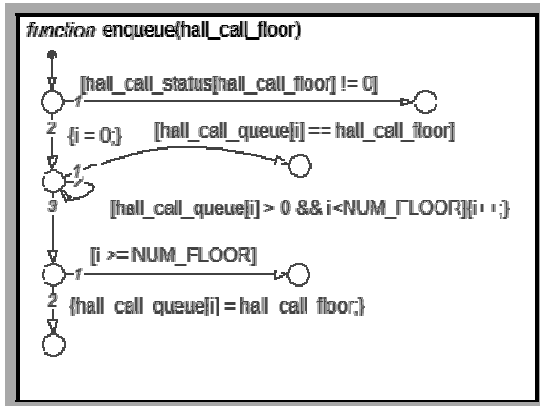 function enqueue(hall_call_floor)
1 [hall_call_status[hall_call_floor] != 0]
2 {i = 0;}
1 [hall_call_queue[i] == hall_call_floor]
2 [hall_call_queue[i] > 0 && i<NUM_FLOOR]{i++;}
3
1 [i >= NUM_FLOOR]
2 {hall_call_queue[i] = hall_call_floor;}